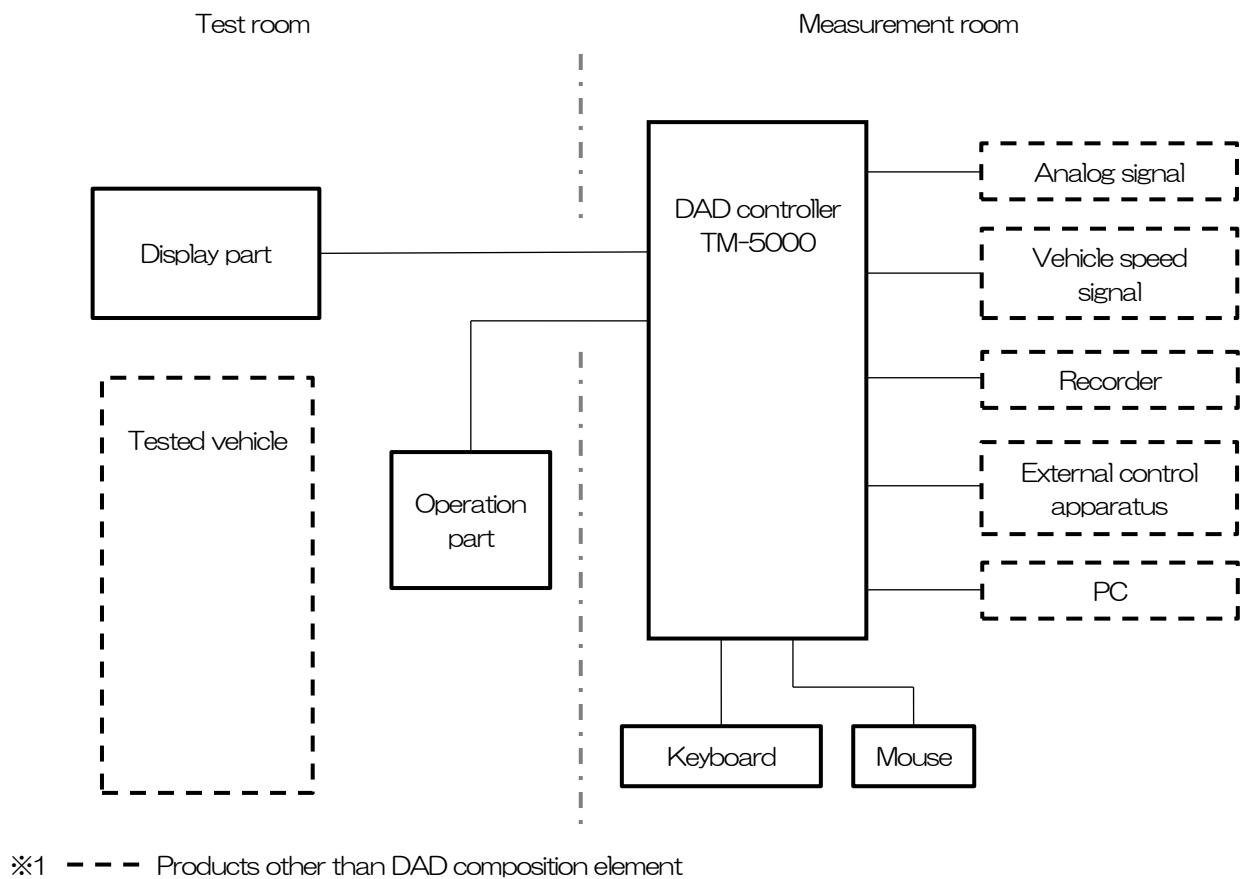 Test room
Measurement room
DAD controller
TM-5000
Display part
Tested vehicle
Operation
part
Analog signal
Vehicle speed
signal
Recorder
External control
apparatus
PC
Keyboard
Mouse
※1 Products other than DAD composition element